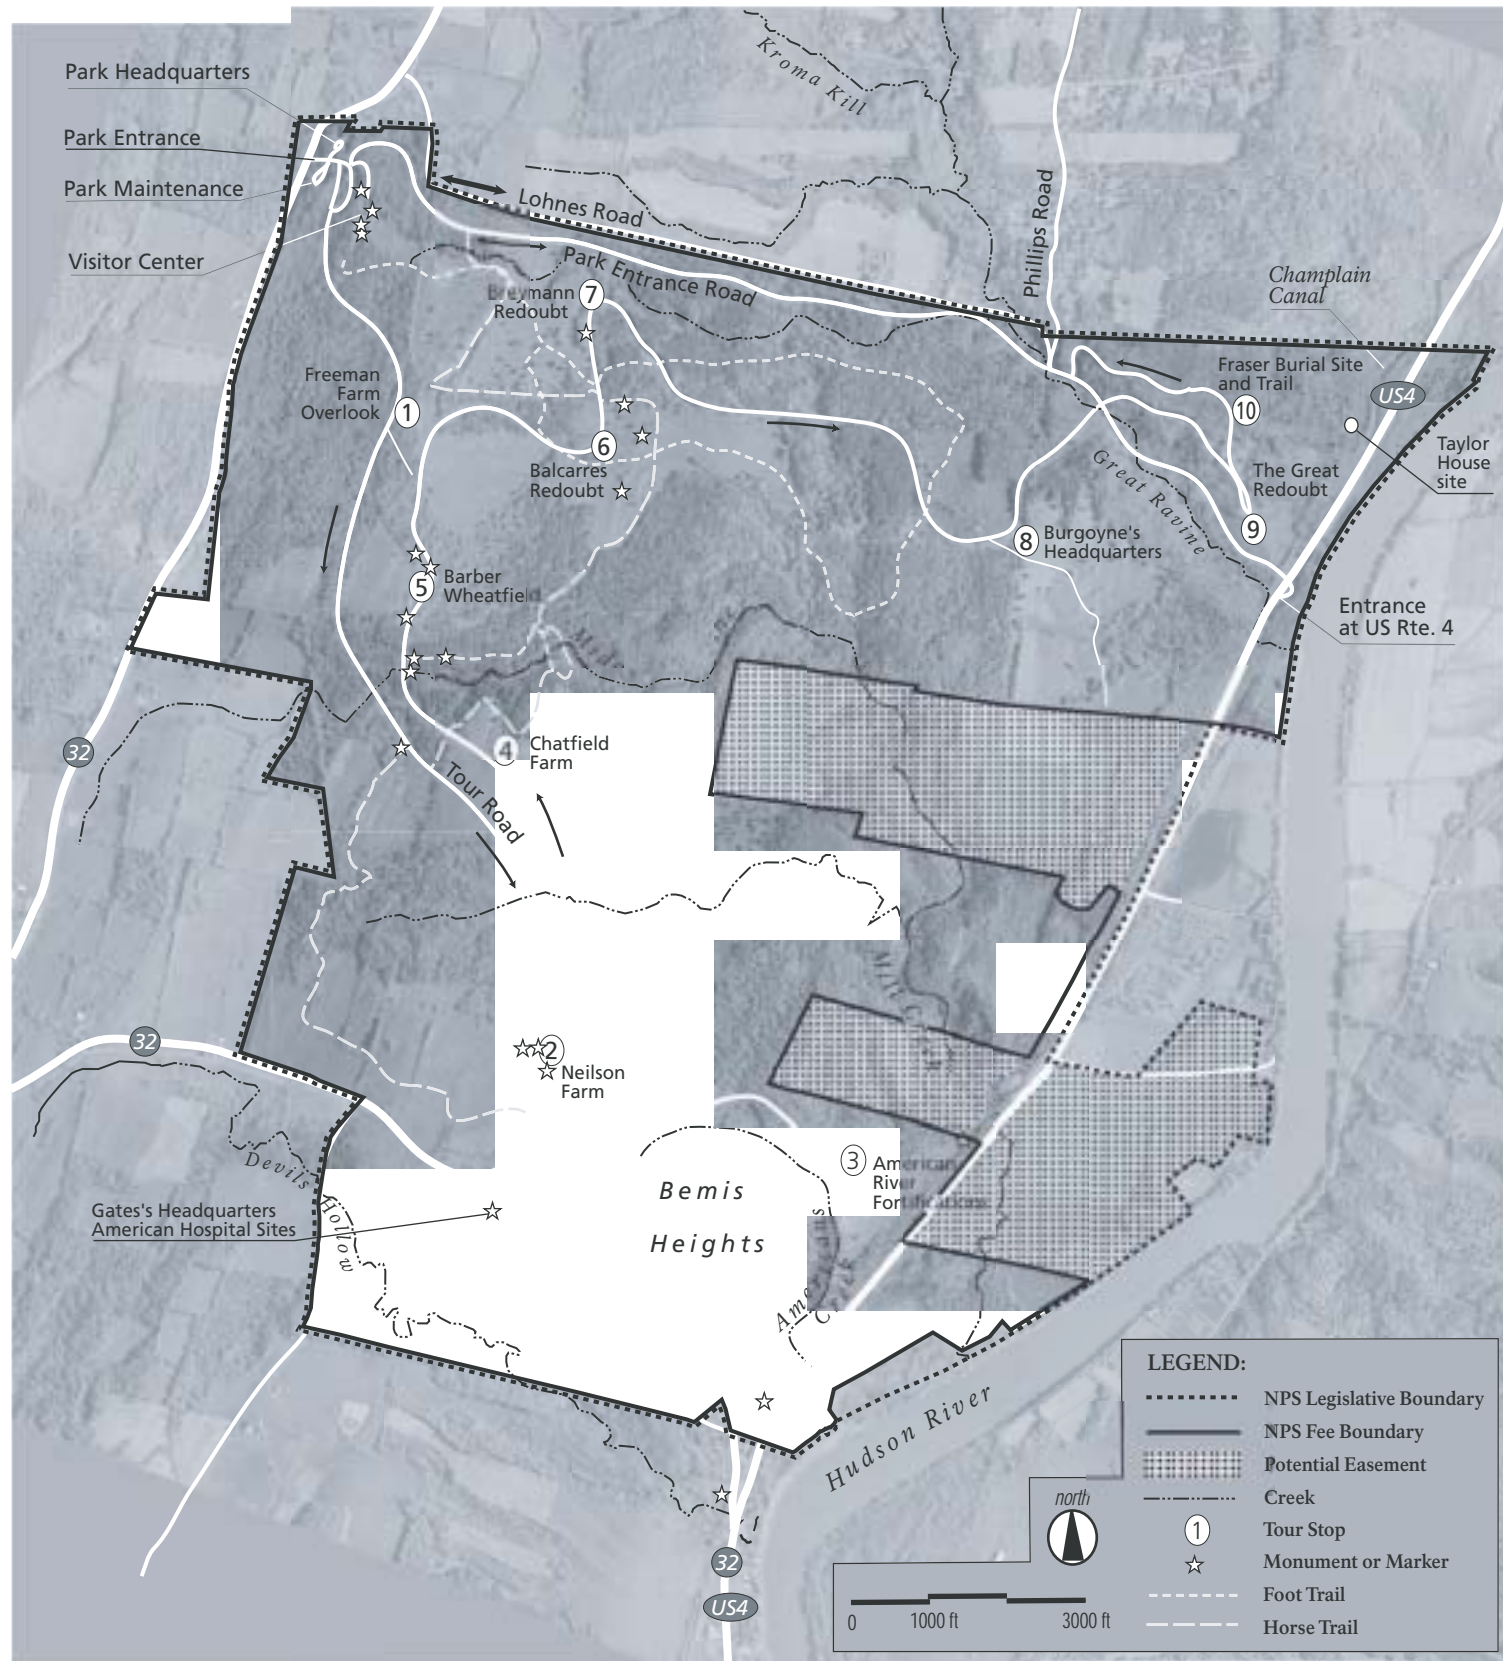 Park Headquarters
Kroma Kill
Park Entrance
Park Maintenance
Lohnes Road
Phillips Road
Visitor Center
Park Entrance Road
Champlain
Canal
Breymann
Redoubt
7
Freeman
Farm
Overlook
1
Fraser Burial Site
and Trail
10
US4
6
Balcarres
Redoubt
Great Ravine
The Great
Redoubt
Taylor
House
site
9
8
Burgoyne's
Headquarters
5
Barber
Wheatfield
Entrance
at US Rte. 4
32
4
Chatfield
Farm
Tour Road
32
2
Neilson
Farm
Devils Hollow
3
American
River
Fortifications
Bemis
Heights
Gates's Headquarters
American Hospital Sites
Hudson River
32
US4
LEGEND:
NPS Legislative Boundary
NPS Fee Boundary
Potential Easement
Creek
1
Tour Stop
Monument or Marker
Foot Trail
Horse Trail
north
0
1000 ft
3000 ft